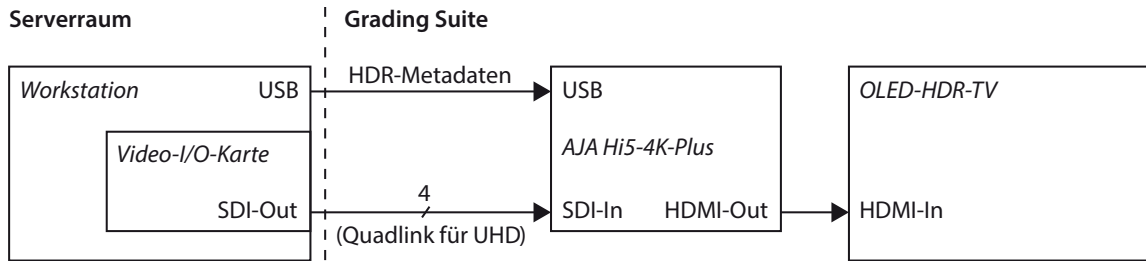 Serverraum
Grading Suite
Workstation
USB
HDR-Metadaten
USB
OLED-HDR-TV
Video-I/O-Karte
AJA Hi5-4K-Plus
SDI-Out
4
(Quadlink für UHD)
SDI-In
HDMI-Out
HDMI-In